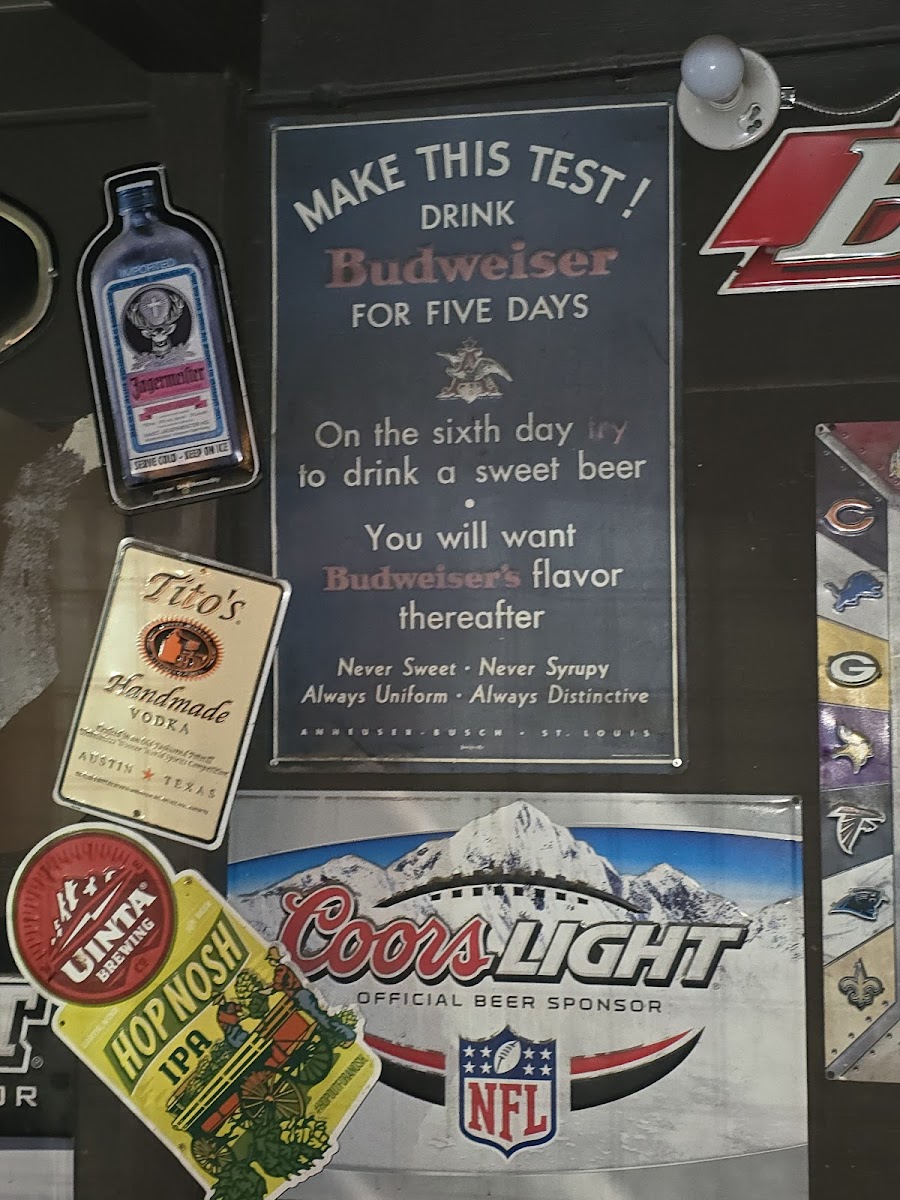 MAKE THIS TEST!
DRINK
Budweiser
FOR FIVE DAYS
On the sixth day try
to drink a sweet beer
•
You will want
Budweiser's flavor
thereafter
Never Sweet • Never Syrupy
Always Uniform • Always Distinctive
ANHEUSER-BUSCH - ST. LOUIS
IMPORTED
Jägermeister
SERVE COLD - KEEP ON ICE
Tito's
Handmade
VODKA
AUSTIN ★ TEXAS
UINTA
BREWING
HOP NOSH
IPA
Coors LIGHT
OFFICIAL BEER SPONSOR
NFL
B
C
G
T
OR